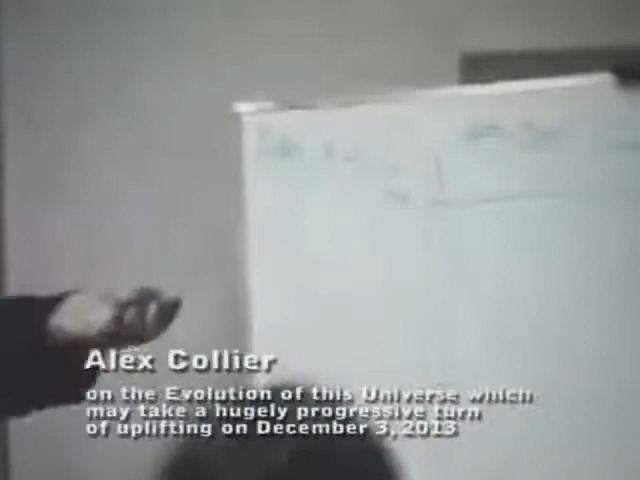 Alex Collier
on the Evolution of this Universe which
may take a hugely progressive turn
of uplifting on December 3, 2013